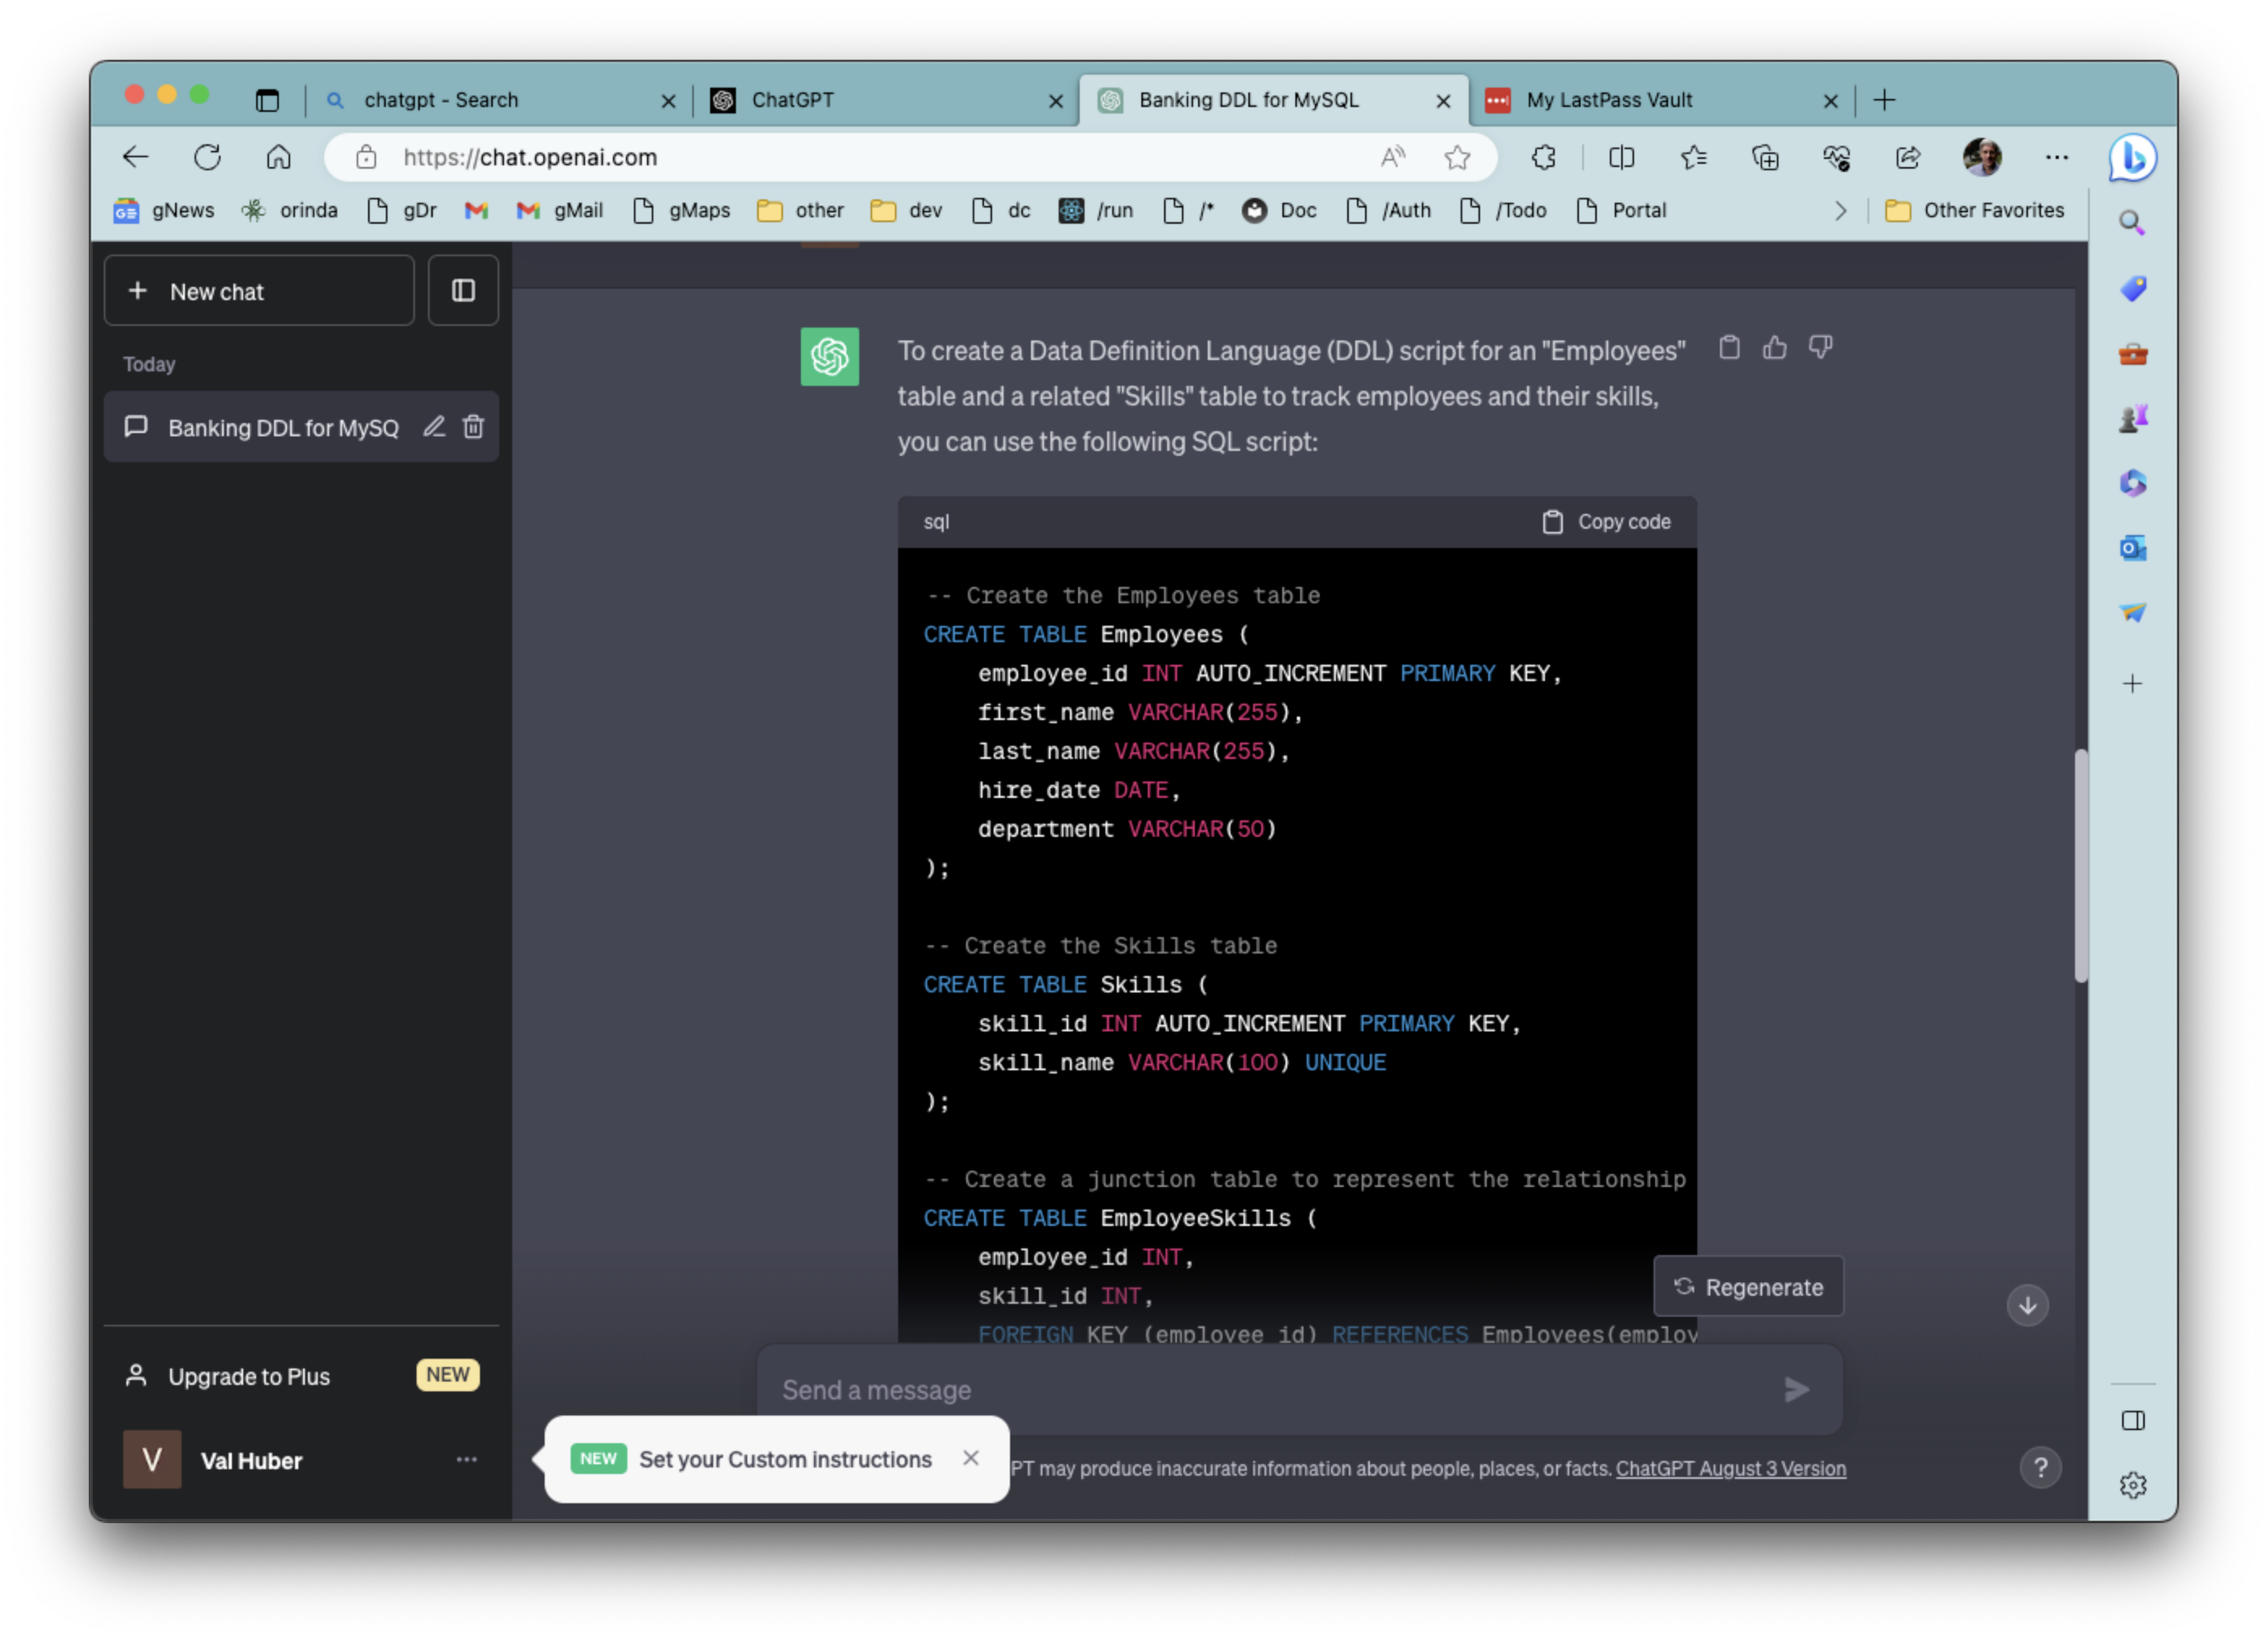 chatgpt - Search
ChatGPT
Banking DDL for MySQL
My LastPass Vault
https://chat.openai.com
gNews
orinda
gDr
gMail
gMaps
other
dev
dc
/run
/*
Doc
/Auth
/Todo
Portal
Other Favorites
New chat
Today
Banking DDL for MySQ
Upgrade to Plus
NEW
V
Val Huber
To create a Data Definition Language (DDL) script for an "Employees"
table and a related "Skills" table to track employees and their skills,
you can use the following SQL script:
sql
Copy code
-- Create the Employees table
CREATE TABLE Employees (
employee_id INT AUTO_INCREMENT PRIMARY KEY,
first_name VARCHAR(255),
last_name VARCHAR(255),
hire_date DATE,
department VARCHAR(50)
);
-- Create the Skills table
CREATE TABLE Skills (
skill_id INT AUTO_INCREMENT PRIMARY KEY,
skill_name VARCHAR(100) UNIQUE
);
-- Create a junction table to represent the relationship
CREATE TABLE EmployeeSkills (
employee_id INT,
skill_id INT,
FOREIGN KEY (employee_id) REFERENCES Employees(employ
Regenerate
Send a message
NEW Set your Custom instructions
PT may produce inaccurate information about people, places, or facts. ChatGPT August 3 Version
?